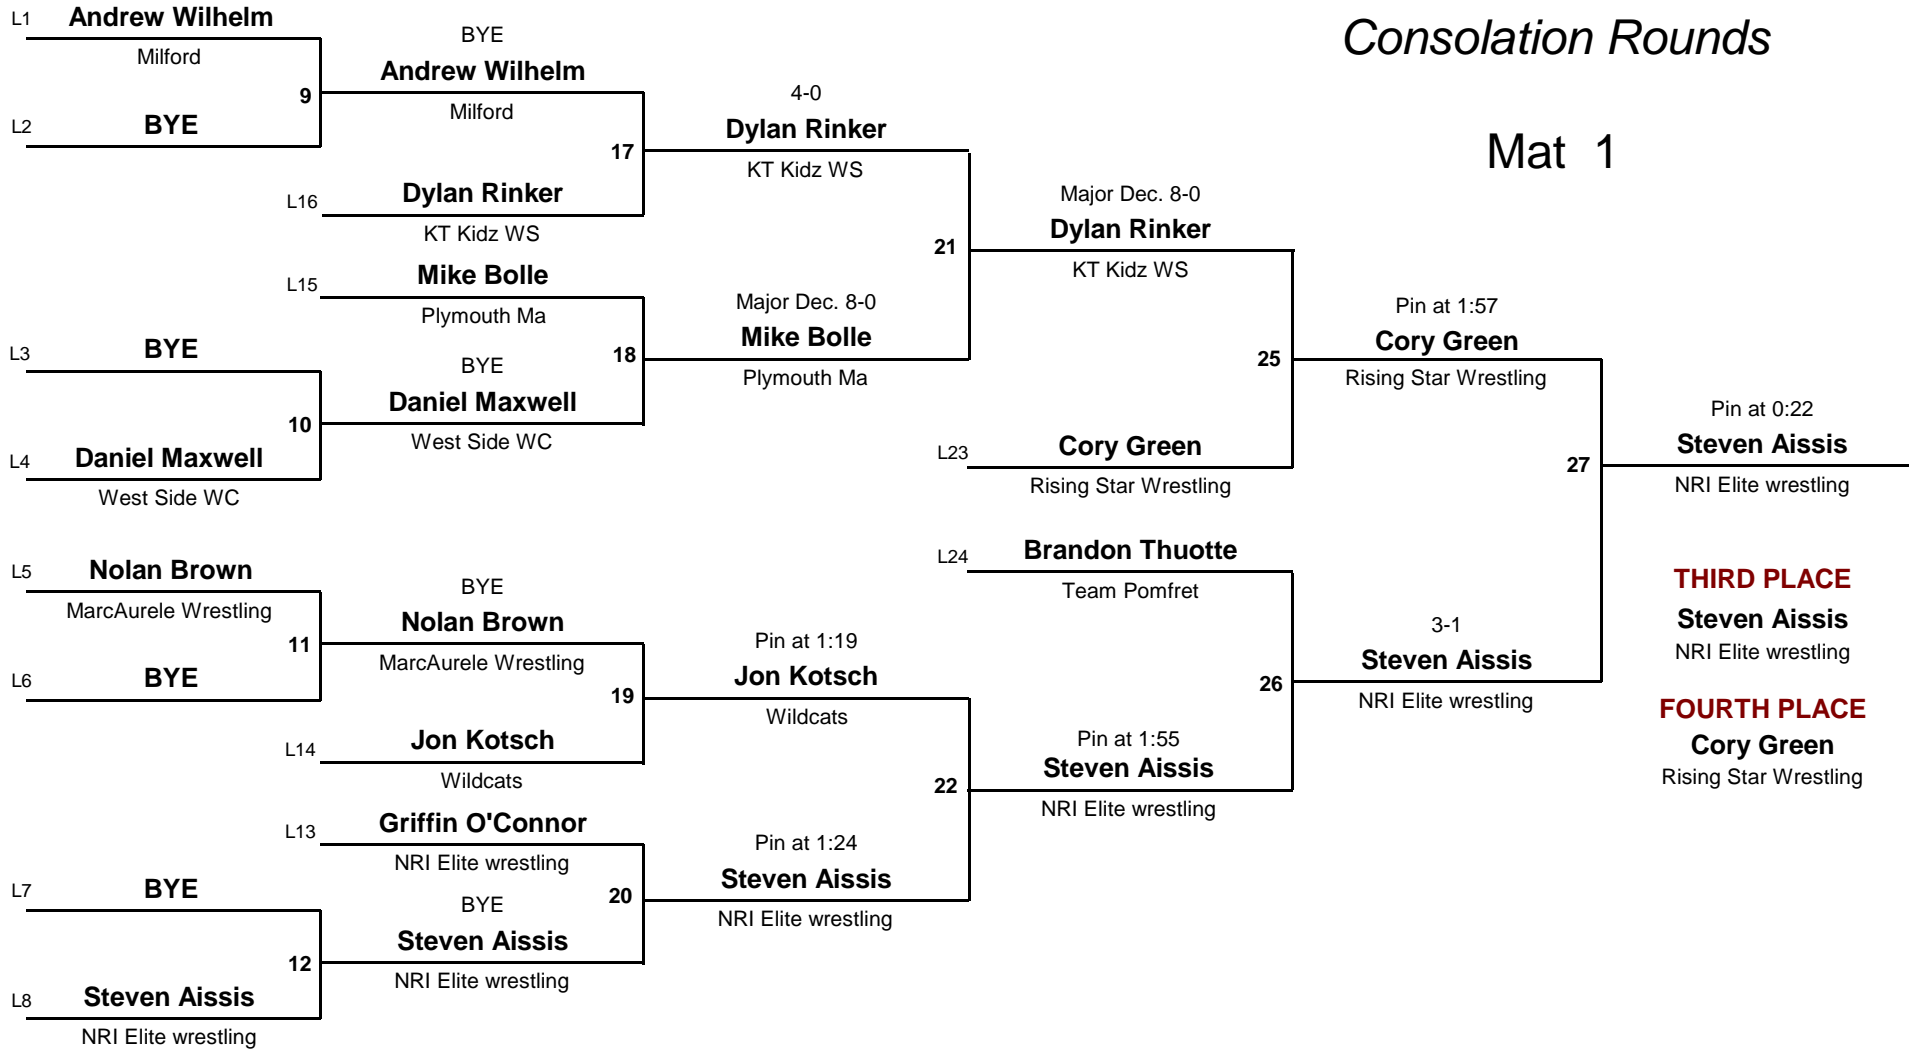 Consolation Rounds
Mat 1
L1 Andrew Wilhelm
Milford
9
L2 BYE
BYE
Andrew Wilhelm
Milford
17
L16 Dylan Rinker
KT Kidz WS
4-0
Dylan Rinker
KT Kidz WS
L15 Mike Bolle
Plymouth Ma
18
L3 BYE
10
L4 Daniel Maxwell
West Side WC
BYE
Daniel Maxwell
West Side WC
Major Dec. 8-0
Mike Bolle
Plymouth Ma
21
Major Dec. 8-0
Dylan Rinker
KT Kidz WS
25
L23 Cory Green
Rising Star Wrestling
Pin at 1:57
Cory Green
Rising Star Wrestling
27
L5 Nolan Brown
MarcAurele Wrestling
11
L6 BYE
BYE
Nolan Brown
MarcAurele Wrestling
19
L14 Jon Kotsch
Wildcats
Pin at 1:19
Jon Kotsch
Wildcats
22
L13 Griffin O'Connor
NRI Elite wrestling
20
L7 BYE
12
L8 Steven Aissis
NRI Elite wrestling
BYE
Steven Aissis
NRI Elite wrestling
Pin at 1:24
Steven Aissis
NRI Elite wrestling
L24 Brandon Thuotte
Team Pomfret
26
Pin at 1:55
Steven Aissis
NRI Elite wrestling
3-1
Steven Aissis
NRI Elite wrestling
Pin at 0:22
Steven Aissis
NRI Elite wrestling
THIRD PLACE
Steven Aissis
NRI Elite wrestling
FOURTH PLACE
Cory Green
Rising Star Wrestling